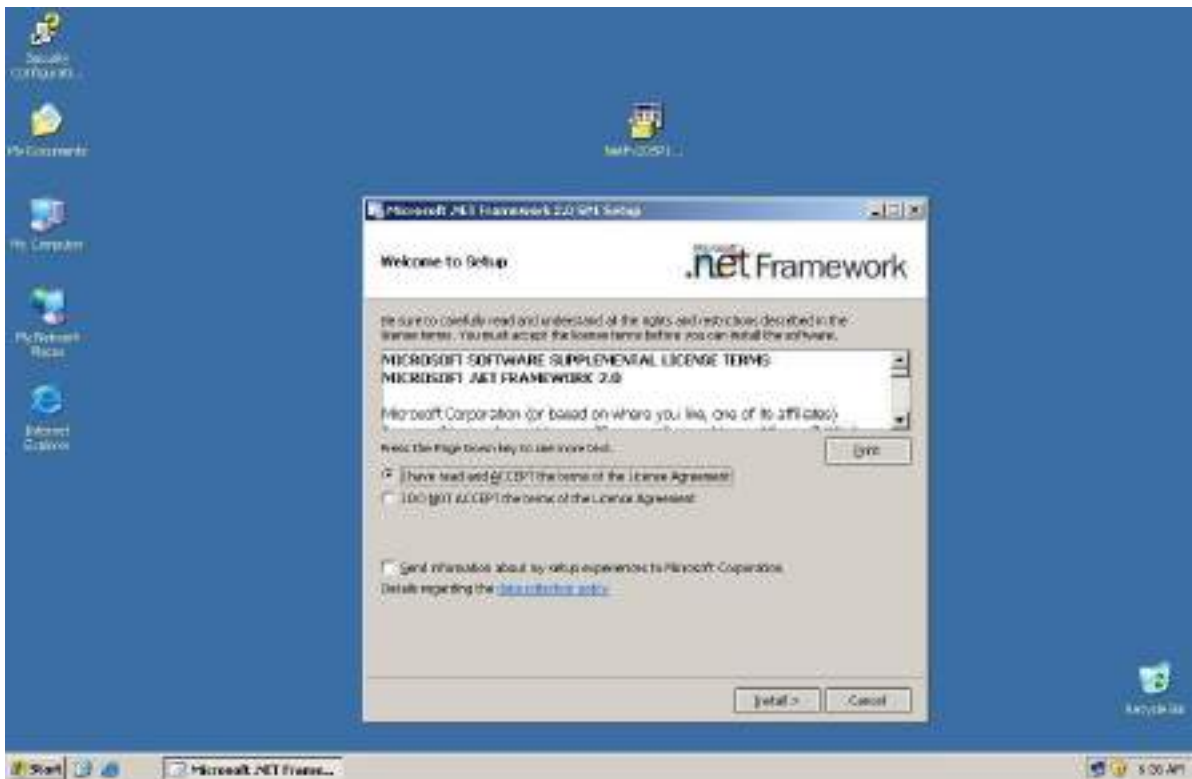 Security
Configurati...
My Documents
My Computer
My Network
Places
Internet
Explorer
Microsoft .NET Framework 2.0 SP1 Setup
Welcome to Setup
Microsoft
.net Framework
Be sure to carefully read and understand all the rights and restrictions described in the
license terms. You must accept the license terms before you can install the software.
MICROSOFT SOFTWARE SUPPLEMENTAL LICENSE TERMS
MICROSOFT .NET FRAMEWORK 2.0
Microsoft Corporation (or based on where you live, one of its affiliates)
Press the Page Down key to see more text.
Print
I have read and ACCEPT the terms of the License Agreement
I DO NOT ACCEPT the terms of the License Agreement
Send information about my setup experiences to Microsoft Corporation.
Details regarding the data collection policy
Install >
Cancel
Recycle Bin
Start
Microsoft .NET Frame...
AM